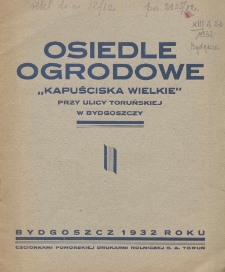 OSIEDLE
OGRODOWE
„KAPUŚCISKA WIELKIE"
PRZY ULICY TORUŃSKIEJ
W BYDGOSZCZY
BYDGOSZCZ 1932 ROKU
CZCIONKAMI POMORSKIEJ DRUKARNI ROLNICZEJ S. A. TORUŃ